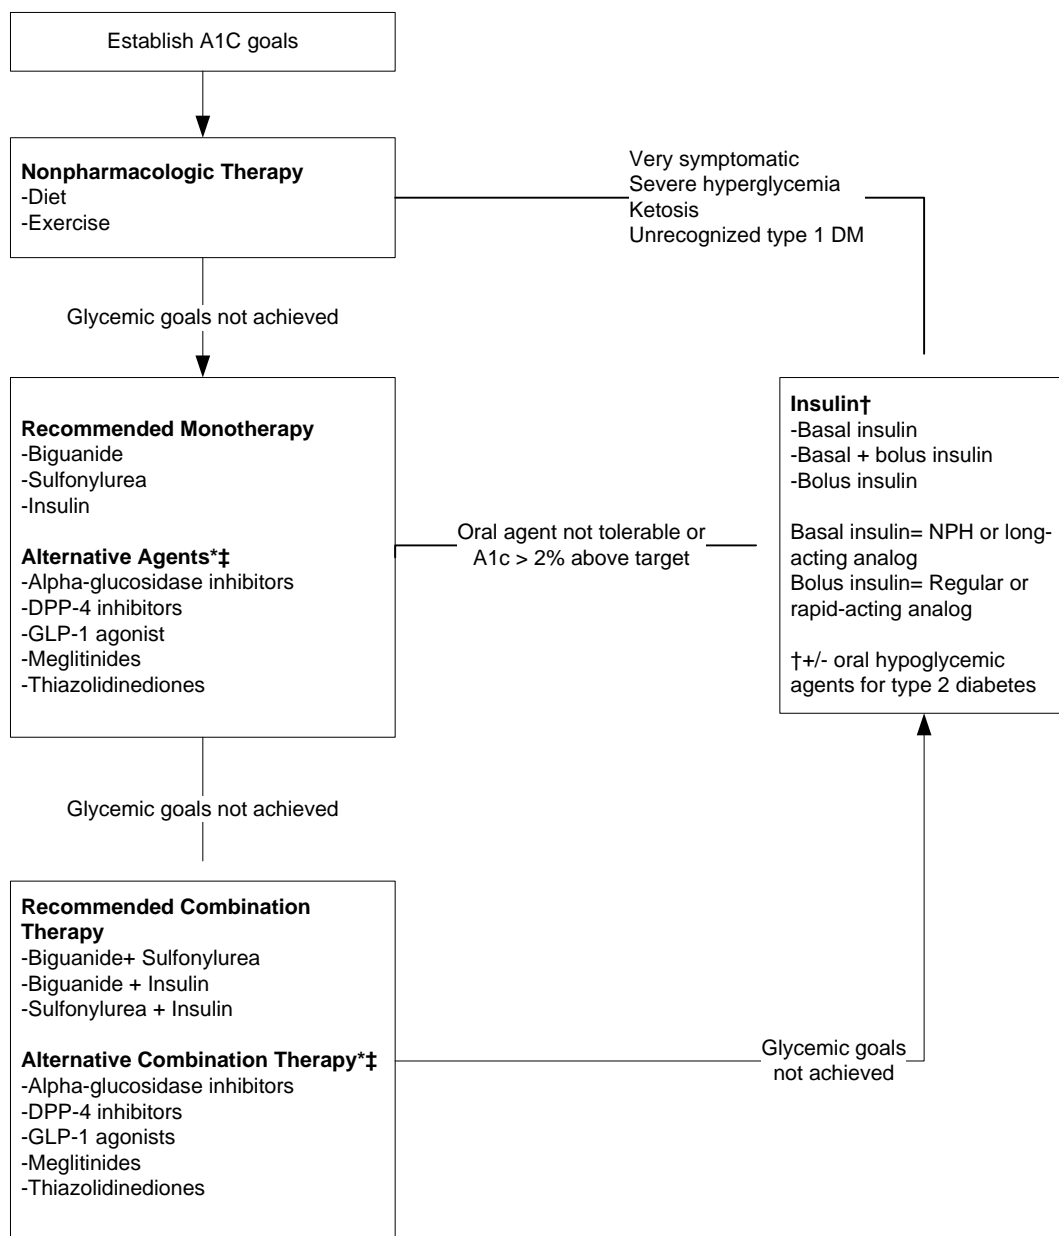 Establish A1C goals
Nonpharmacologic Therapy
-Diet
-Exercise
Very symptomatic
Severe hyperglycemia
Ketosis
Unrecognized type 1 DM
Glycemic goals not achieved
Recommended Monotherapy
-Biguanide
-Sulfonylurea
-Insulin
Alternative Agents*‡
-Alpha-glucosidase inhibitors
-DPP-4 inhibitors
-GLP-1 agonist
-Meglitinides
-Thiazolidinediones
Oral agent not tolerable or
A1c > 2% above target
Insulin†
-Basal insulin
-Basal + bolus insulin
-Bolus insulin
Basal insulin= NPH or long-
acting analog
Bolus insulin= Regular or
rapid-acting analog
†+/- oral hypoglycemic
agents for type 2 diabetes
Glycemic goals not achieved
Recommended Combination
Therapy
-Biguanide+ Sulfonylurea
-Biguanide + Insulin
-Sulfonylurea + Insulin
Alternative Combination Therapy*‡
-Alpha-glucosidase inhibitors
-DPP-4 inhibitors
-GLP-1 agonists
-Meglitinides
-Thiazolidinediones
Glycemic goals
not achieved